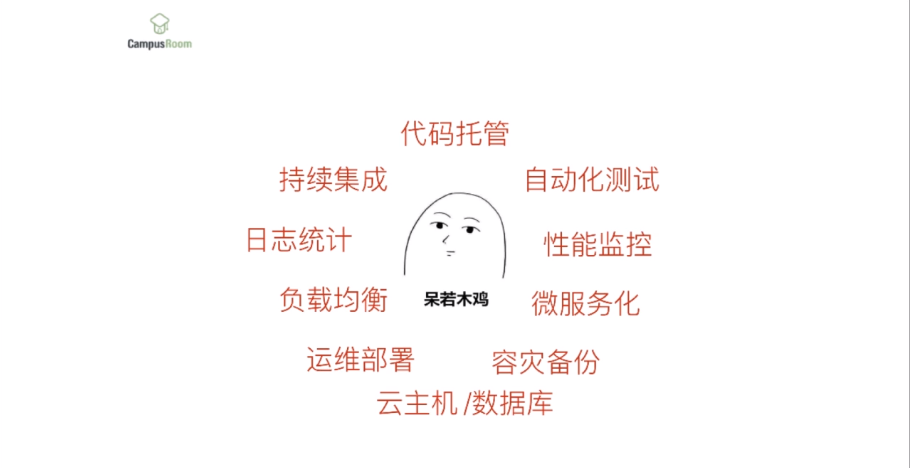 CampusRoom
代码托管
持续集成
自动化测试
日志统计
性能监控
负载均衡
呆若木鸡
微服务化
运维部署
容灾备份
云主机/数据库